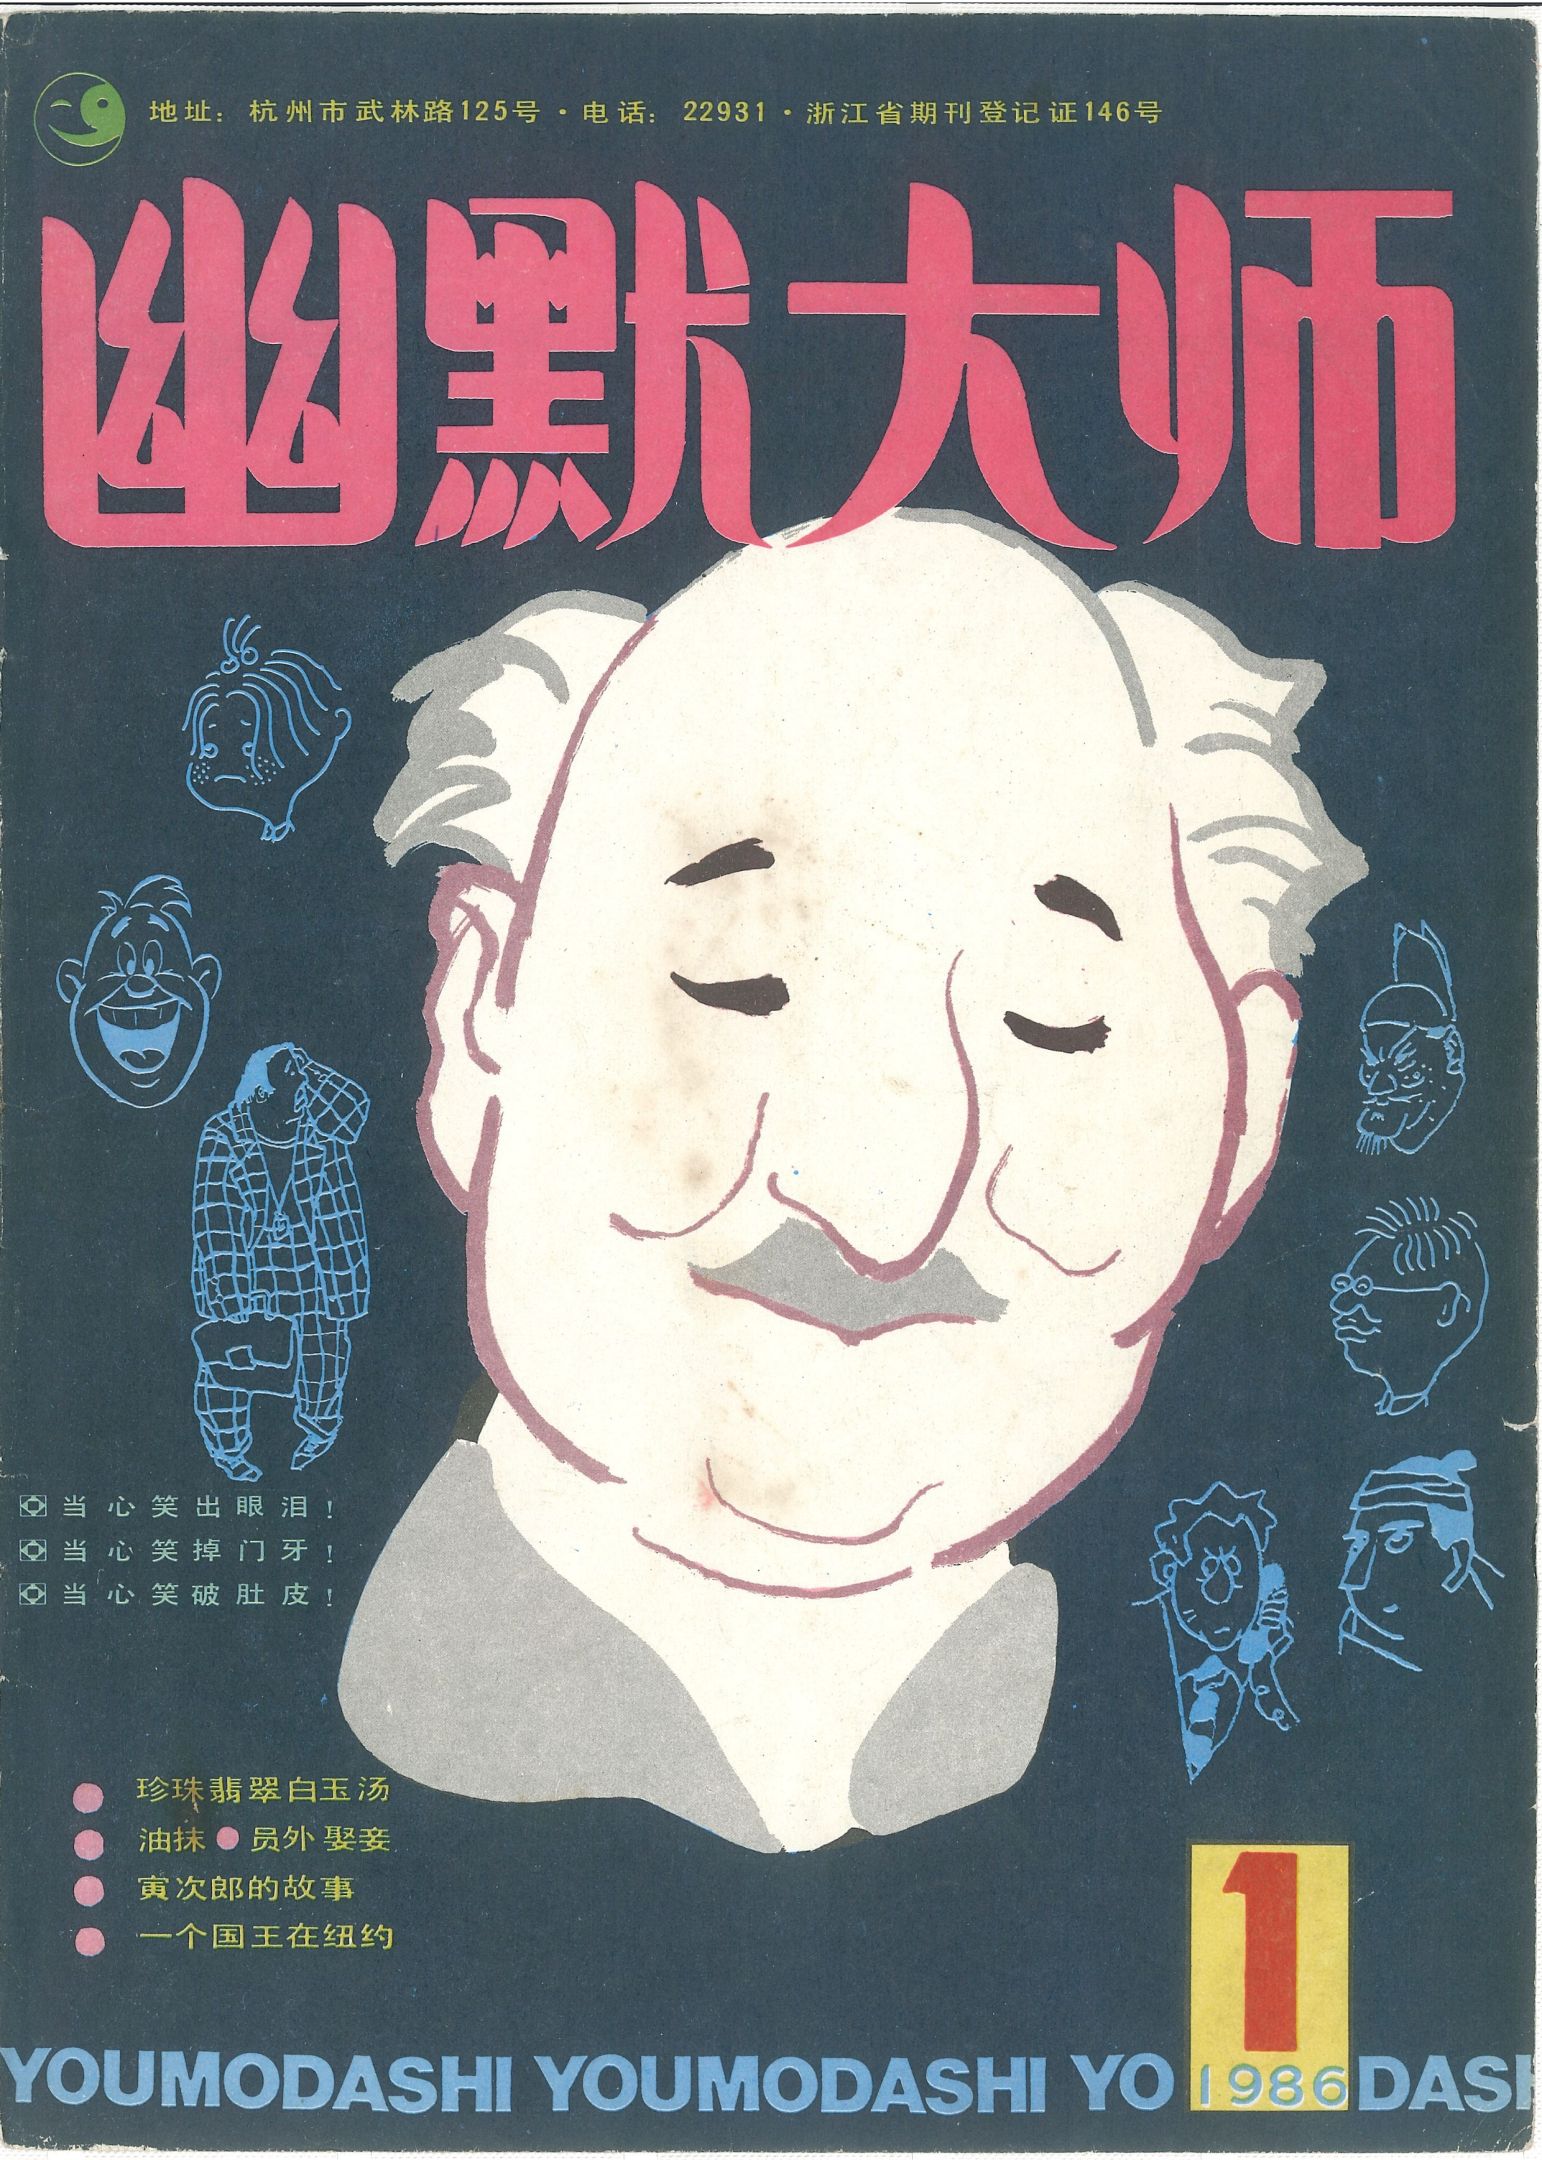 地址：杭州市武林路125号·电话：22931·浙江省期刊登记证146号
幽默大师
当心笑出眼泪！
当心笑掉门牙！
当心笑破肚皮！
珍珠翡翠白玉汤
油抹●员外娶妾
寅次郎的故事
一个国王在纽约
1
1986
YOUMODASHI YOUMODASHI YO DASH